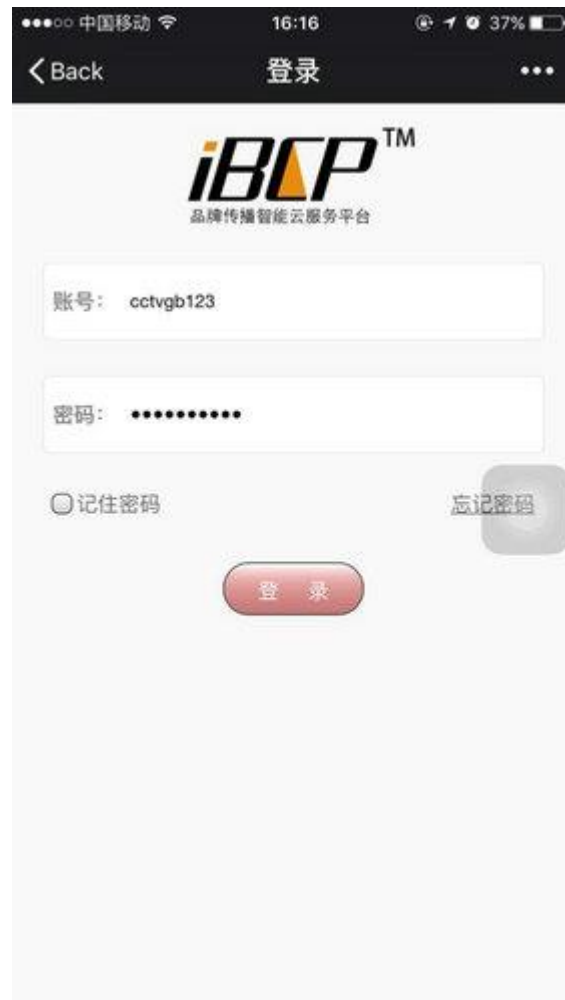 中国移动 16:16 37%
Back 登录
iBCP™
品牌传播智能云服务平台
账号: cctvgb123
密码: ••••••••••
记住密码 忘记密码
登 录